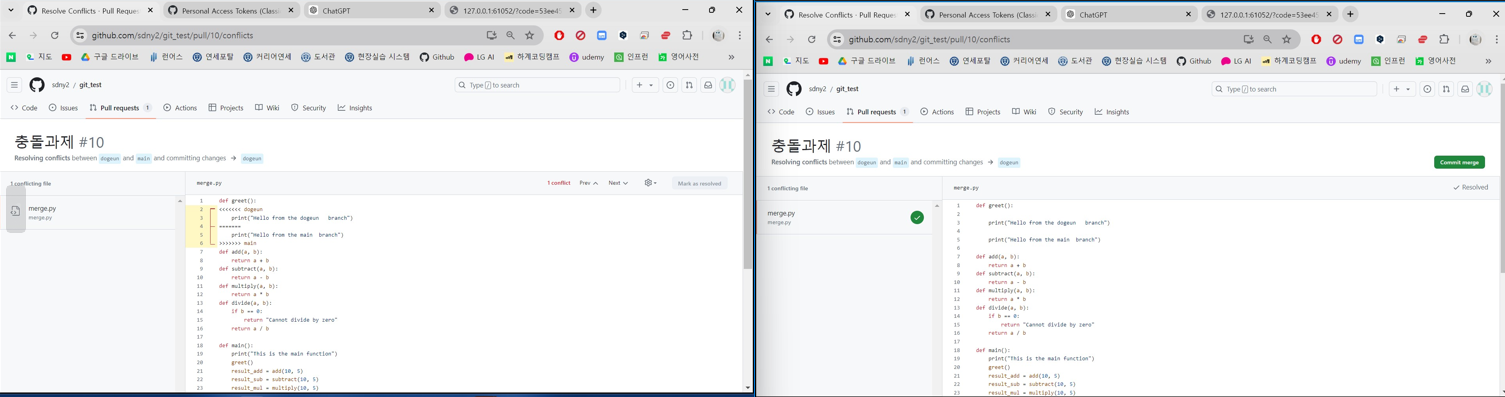 Resolve Conflicts · Pull Reques
Personal Access Tokens (Classi
ChatGPT
127.0.0.1:61052/?code=53ee45
github.com/sdny2/git_test/pull/10/conflicts
지도
구글 드라이브
런어스
연세포탈
커리어연세
도서관
현장실습 시스템
Github
LG AI
하계코딩캠프
udemy
인프런
영어사전
sdny2 / git_test
Type / to search
Code
Issues
Pull requests 1
Actions
Projects
Wiki
Security
Insights
충돌과제 #10
Resolving conflicts between dogeun and main and committing changes → dogeun
1 conflicting file
merge.py
merge.py
merge.py
1 conflict
Prev
Next
Mark as resolved
1 def greet():
2 <<<<<<< dogeun
3 print("Hello from the dogeun branch")
4 =======
5 print("Hello from the main branch")
6 >>>>>>> main
7 def add(a, b):
8 return a + b
9 def subtract(a, b):
10 return a - b
11 def multiply(a, b):
12 return a * b
13 def divide(a, b):
14 if b == 0:
15 return "Cannot divide by zero"
16 return a / b
17
18 def main():
19 print("This is the main function")
20 greet()
21 result_add = add(10, 5)
22 result_sub = subtract(10, 5)
23 result_mul = multiply(10, 5)
Resolve Conflicts · Pull Reques
Personal Access Tokens (Classi
ChatGPT
127.0.0.1:61052/?code=53ee45
github.com/sdny2/git_test/pull/10/conflicts
지도
구글 드라이브
런어스
연세포탈
커리어연세
도서관
현장실습 시스템
Github
LG AI
하계코딩캠프
udemy
인프런
영어사전
sdny2 / git_test
Type / to search
Code
Issues
Pull requests 1
Actions
Projects
Wiki
Security
Insights
충돌과제 #10
Resolving conflicts between dogeun and main and committing changes → dogeun
Commit merge
1 conflicting file
merge.py
merge.py
merge.py
Resolved
1 def greet():
2
3 print("Hello from the dogeun branch")
4
5 print("Hello from the main branch")
6
7 def add(a, b):
8 return a + b
9 def subtract(a, b):
10 return a - b
11 def multiply(a, b):
12 return a * b
13 def divide(a, b):
14 if b == 0:
15 return "Cannot divide by zero"
16 return a / b
17
18 def main():
19 print("This is the main function")
20 greet()
21 result_add = add(10, 5)
22 result_sub = subtract(10, 5)
23 result_mul = multiply(10, 5)